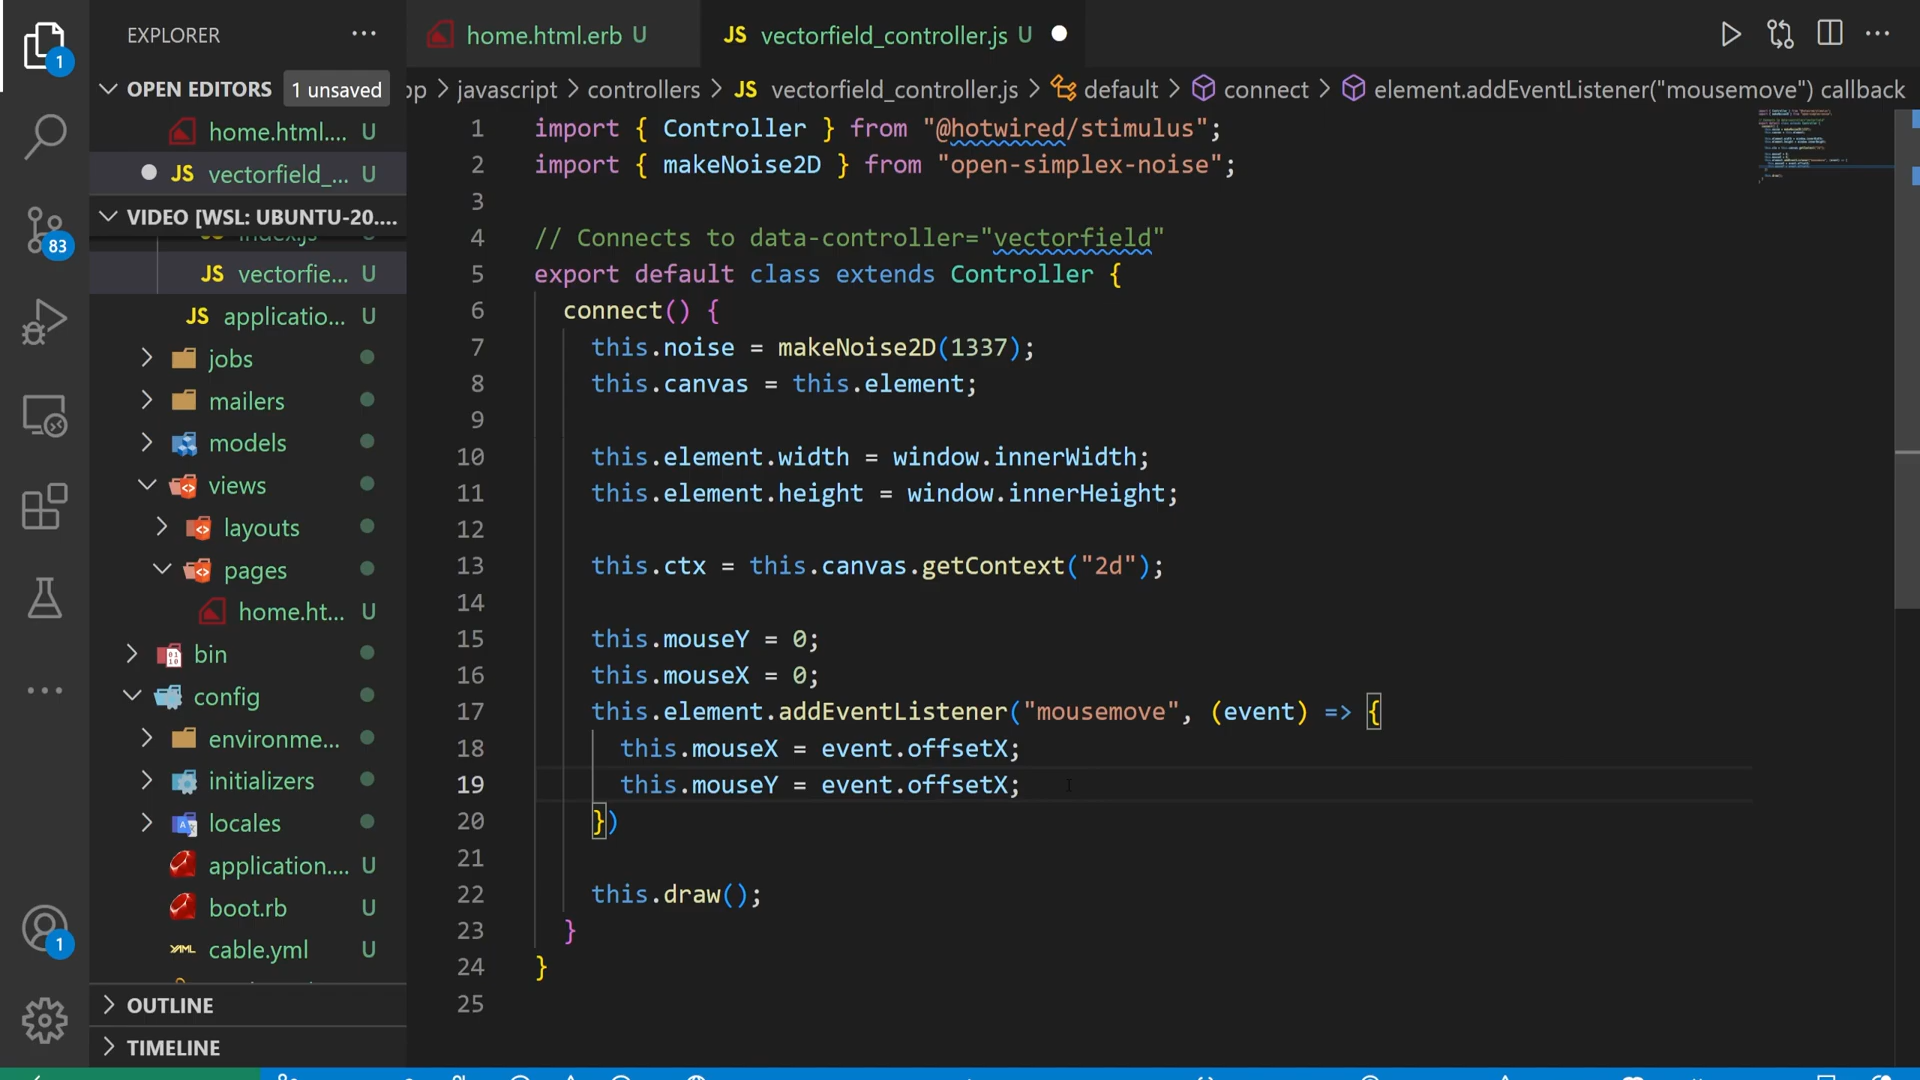 EXPLORER
home.html.erb U
JS vectorfield_controller.js U
OPEN EDITORS 1 unsaved
pp > javascript > controllers > JS vectorfield_controller.js > default > connect > element.addEventListener("mousemove") callback
home.html.... U
JS vectorfield_... U
VIDEO [WSL: UBUNTU-20....
JS index.js U
JS vectorfie... U
JS applicatio... U
jobs
mailers
models
views
layouts
pages
home.ht... U
bin
config
environme...
initializers
locales
application.... U
boot.rb U
YAML cable.yml U
OUTLINE
TIMELINE
1
83
1
1 import { Controller } from "@hotwired/stimulus";
2 import { makeNoise2D } from "open-simplex-noise";
3
4 // Connects to data-controller="vectorfield"
5 export default class extends Controller {
6 connect() {
7 this.noise = makeNoise2D(1337);
8 this.canvas = this.element;
9
10 this.element.width = window.innerWidth;
11 this.element.height = window.innerHeight;
12
13 this.ctx = this.canvas.getContext("2d");
14
15 this.mouseY = 0;
16 this.mouseX = 0;
17 this.element.addEventListener("mousemove", (event) => {
18 this.mouseX = event.offsetX;
19 this.mouseY = event.offsetX;
20 })
21
22 this.draw();
23 }
24 }
25